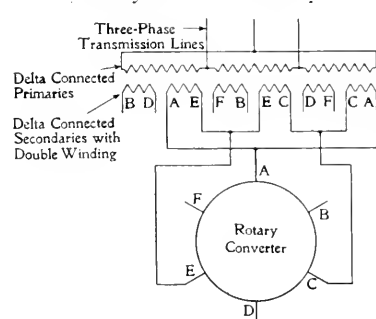 Three-Phase
Transmission Lines
Delta Connected
Primaries
B D A E F B E C D F C A
Delta Connected
Secondaries with
Double Winding
A
F
B
Rotary
Converter
E
C
D